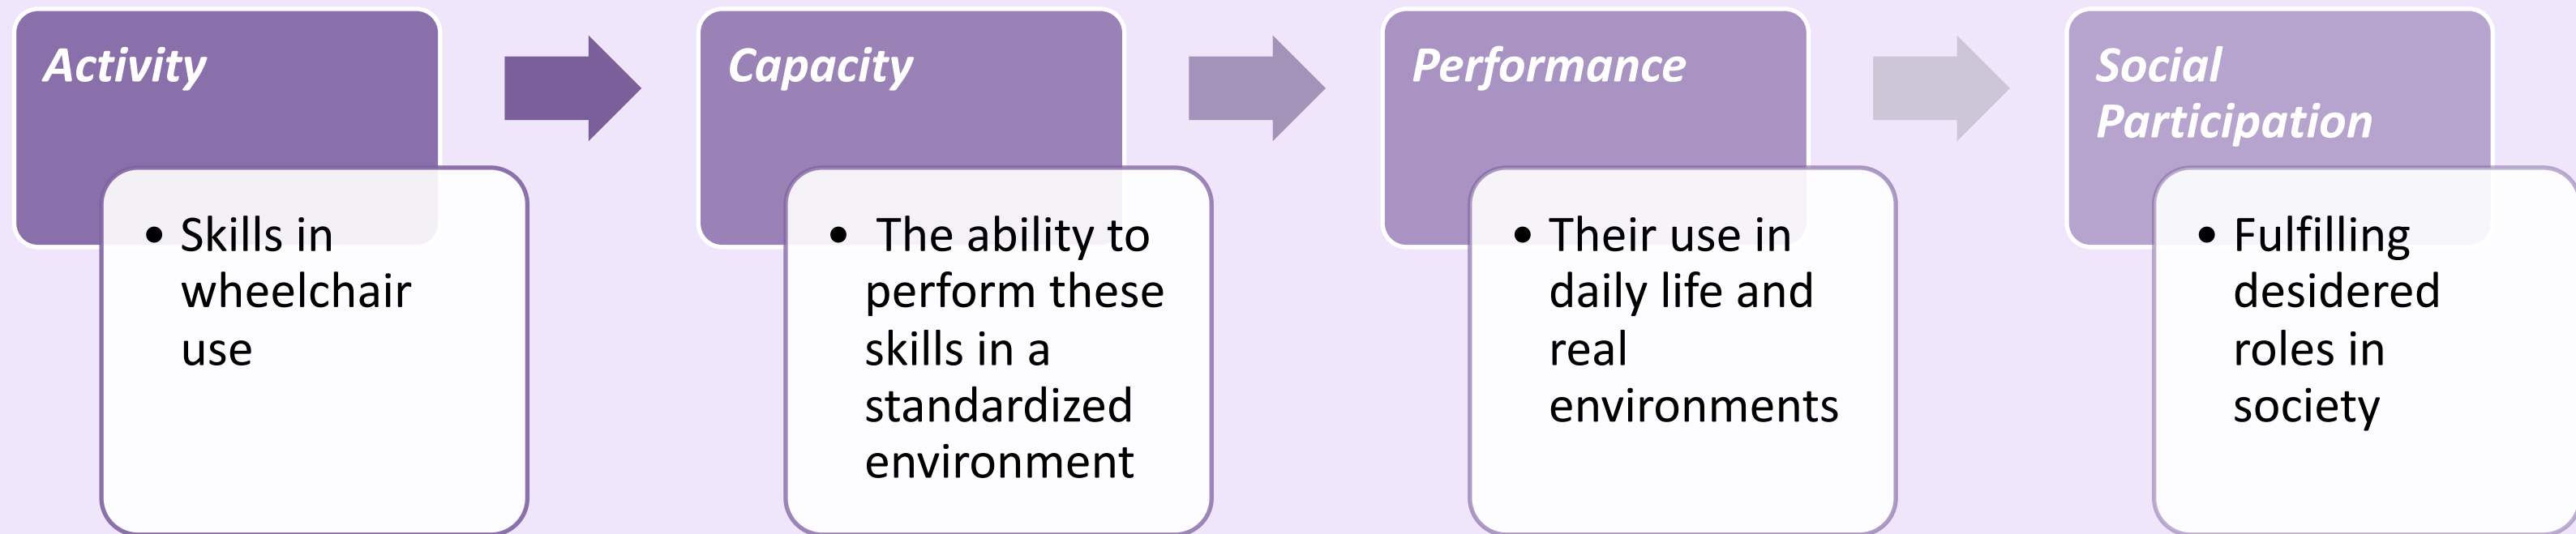 Activity
• Skills in
wheelchair
use
Capacity
• The ability to
perform these
skills in a
standardized
environment
Performance
• Their use in
daily life and
real
environments
Social
Participation
• Fulfilling
desidered
roles in
society